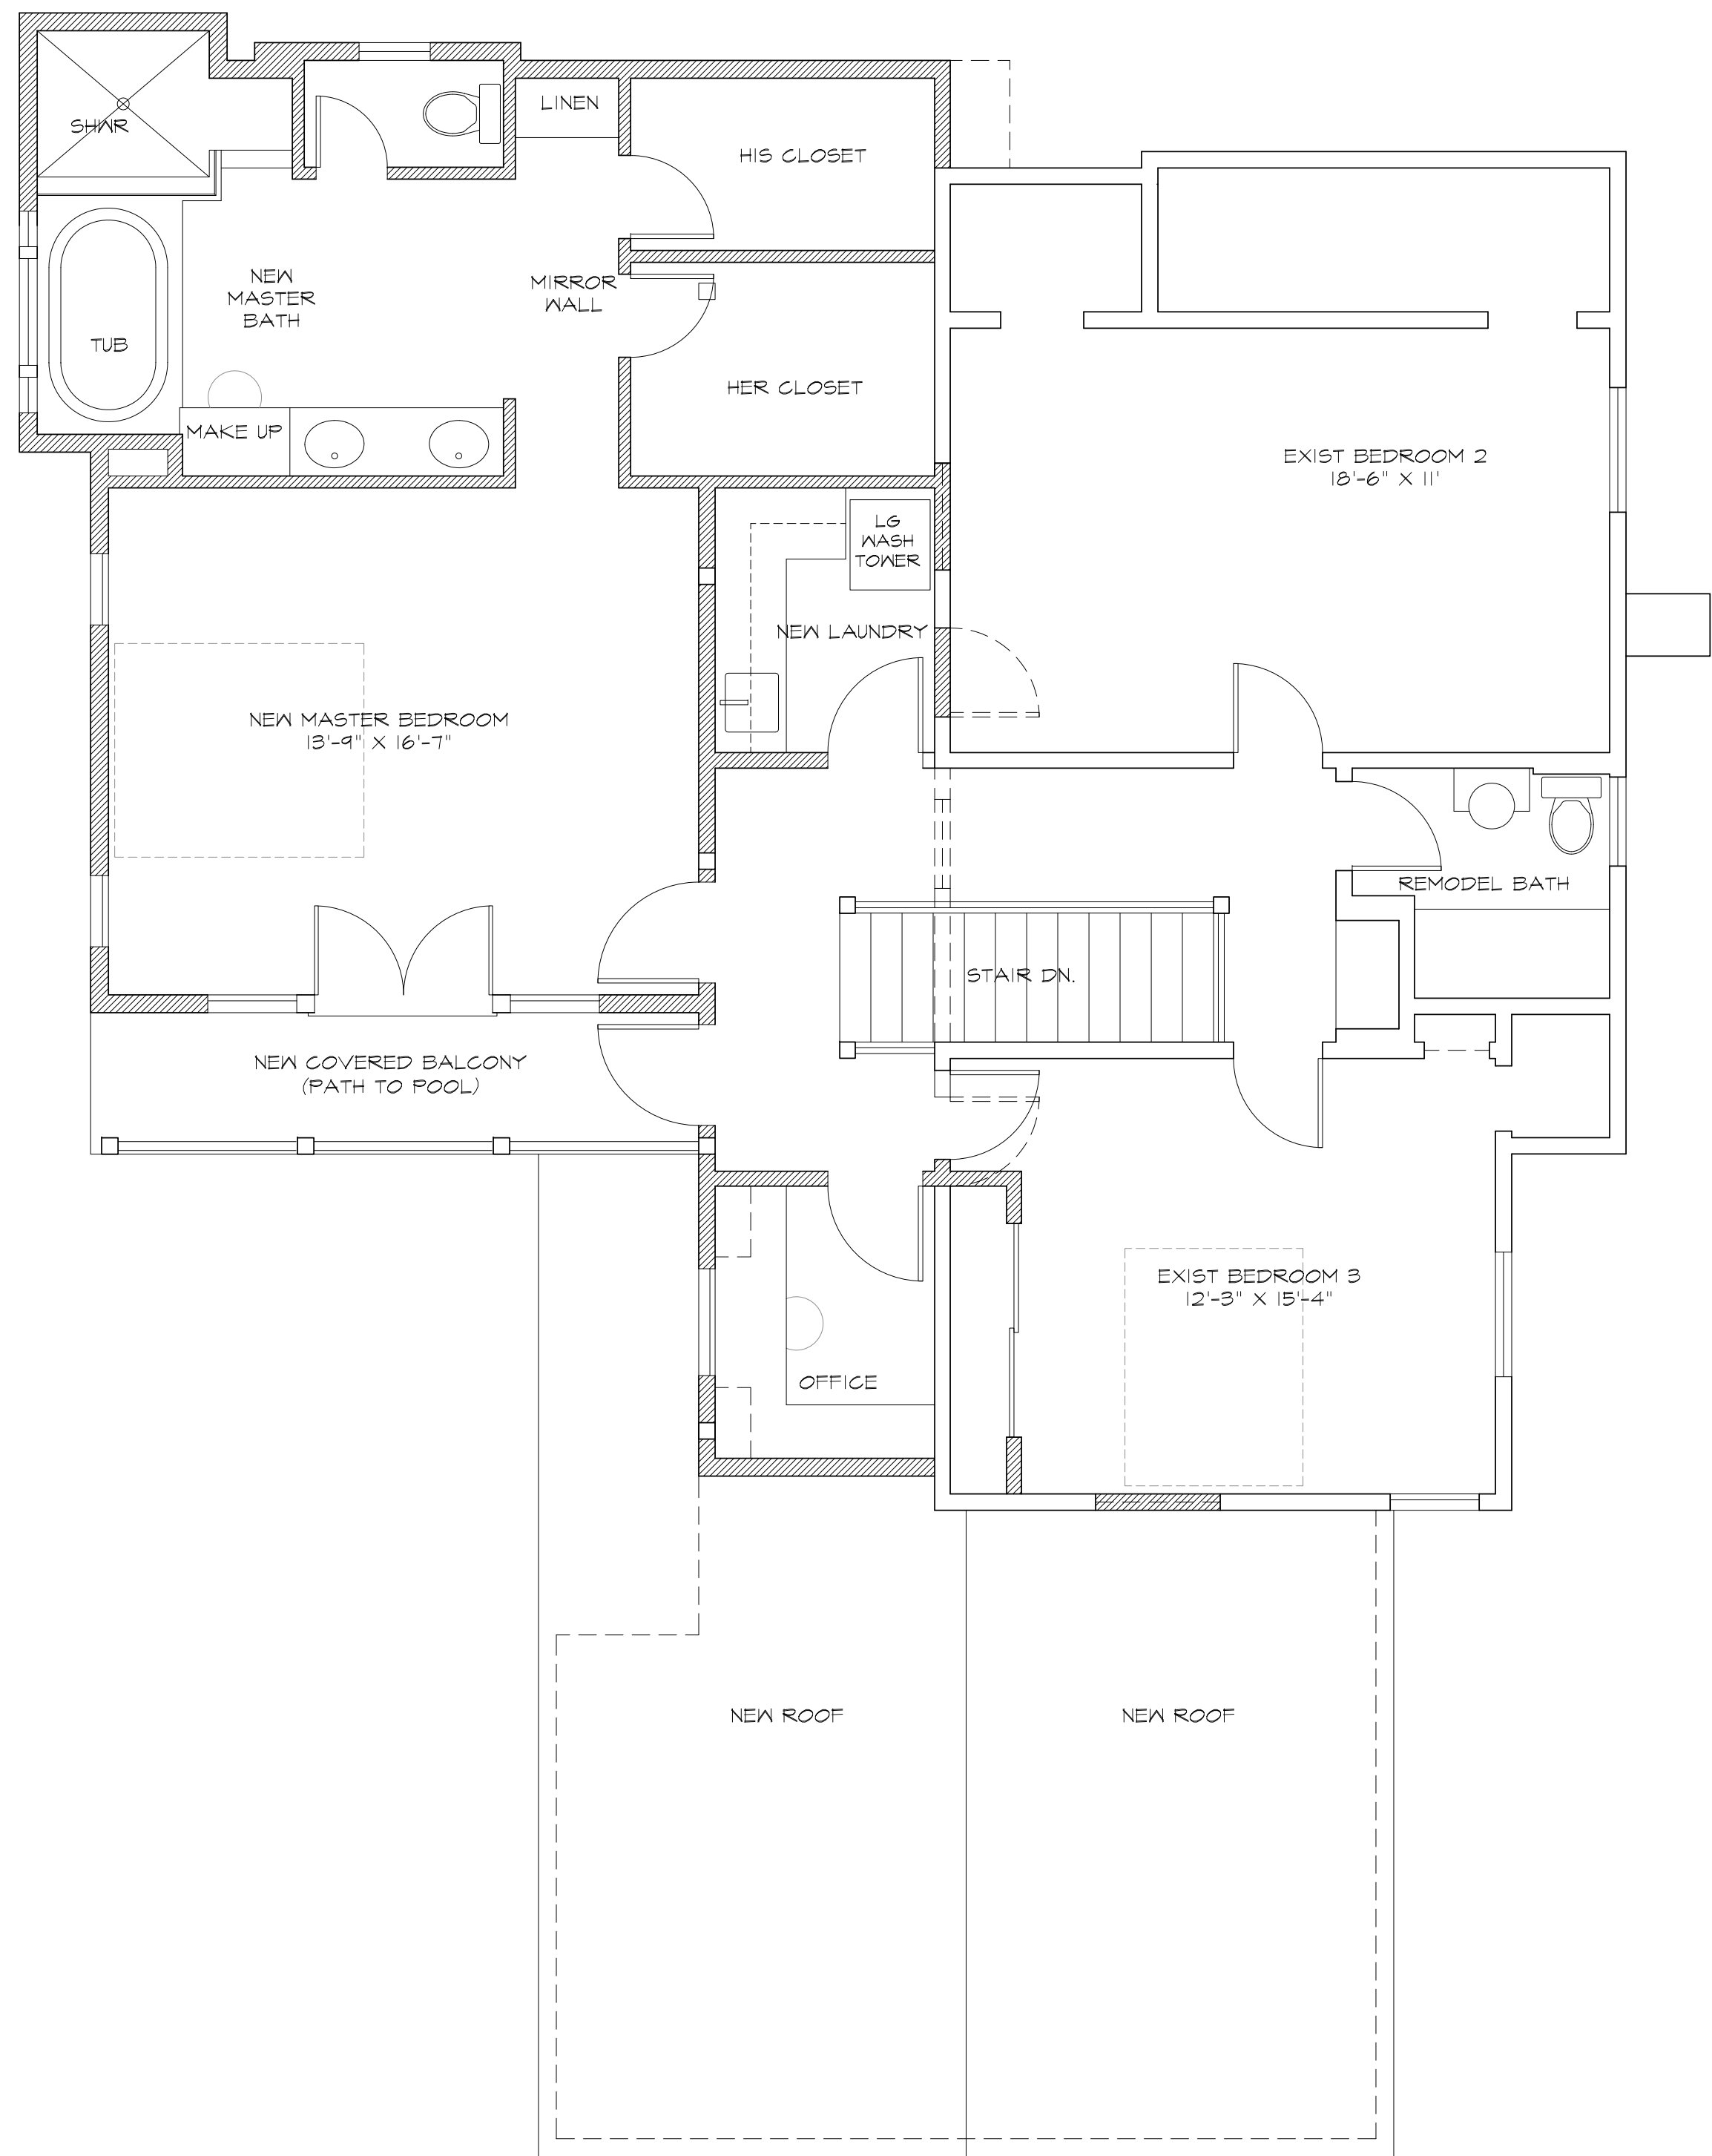 LINEN
SHWR
HIS CLOSET
NEW
MASTER
BATH
MIRROR
WALL
TUB
HER CLOSET
MAKE UP
EXIST BEDROOM 2
18'-6" X 11'
LG
WASH
TOWER
NEW LAUNDRY
NEW MASTER BEDROOM
13'-9" X 16'-7"
REMODEL BATH
STAIR DN.
NEW COVERED BALCONY
(PATH TO POOL)
EXIST BEDROOM 3
12'-3" X 15'-4"
OFFICE
NEW ROOF
NEW ROOF